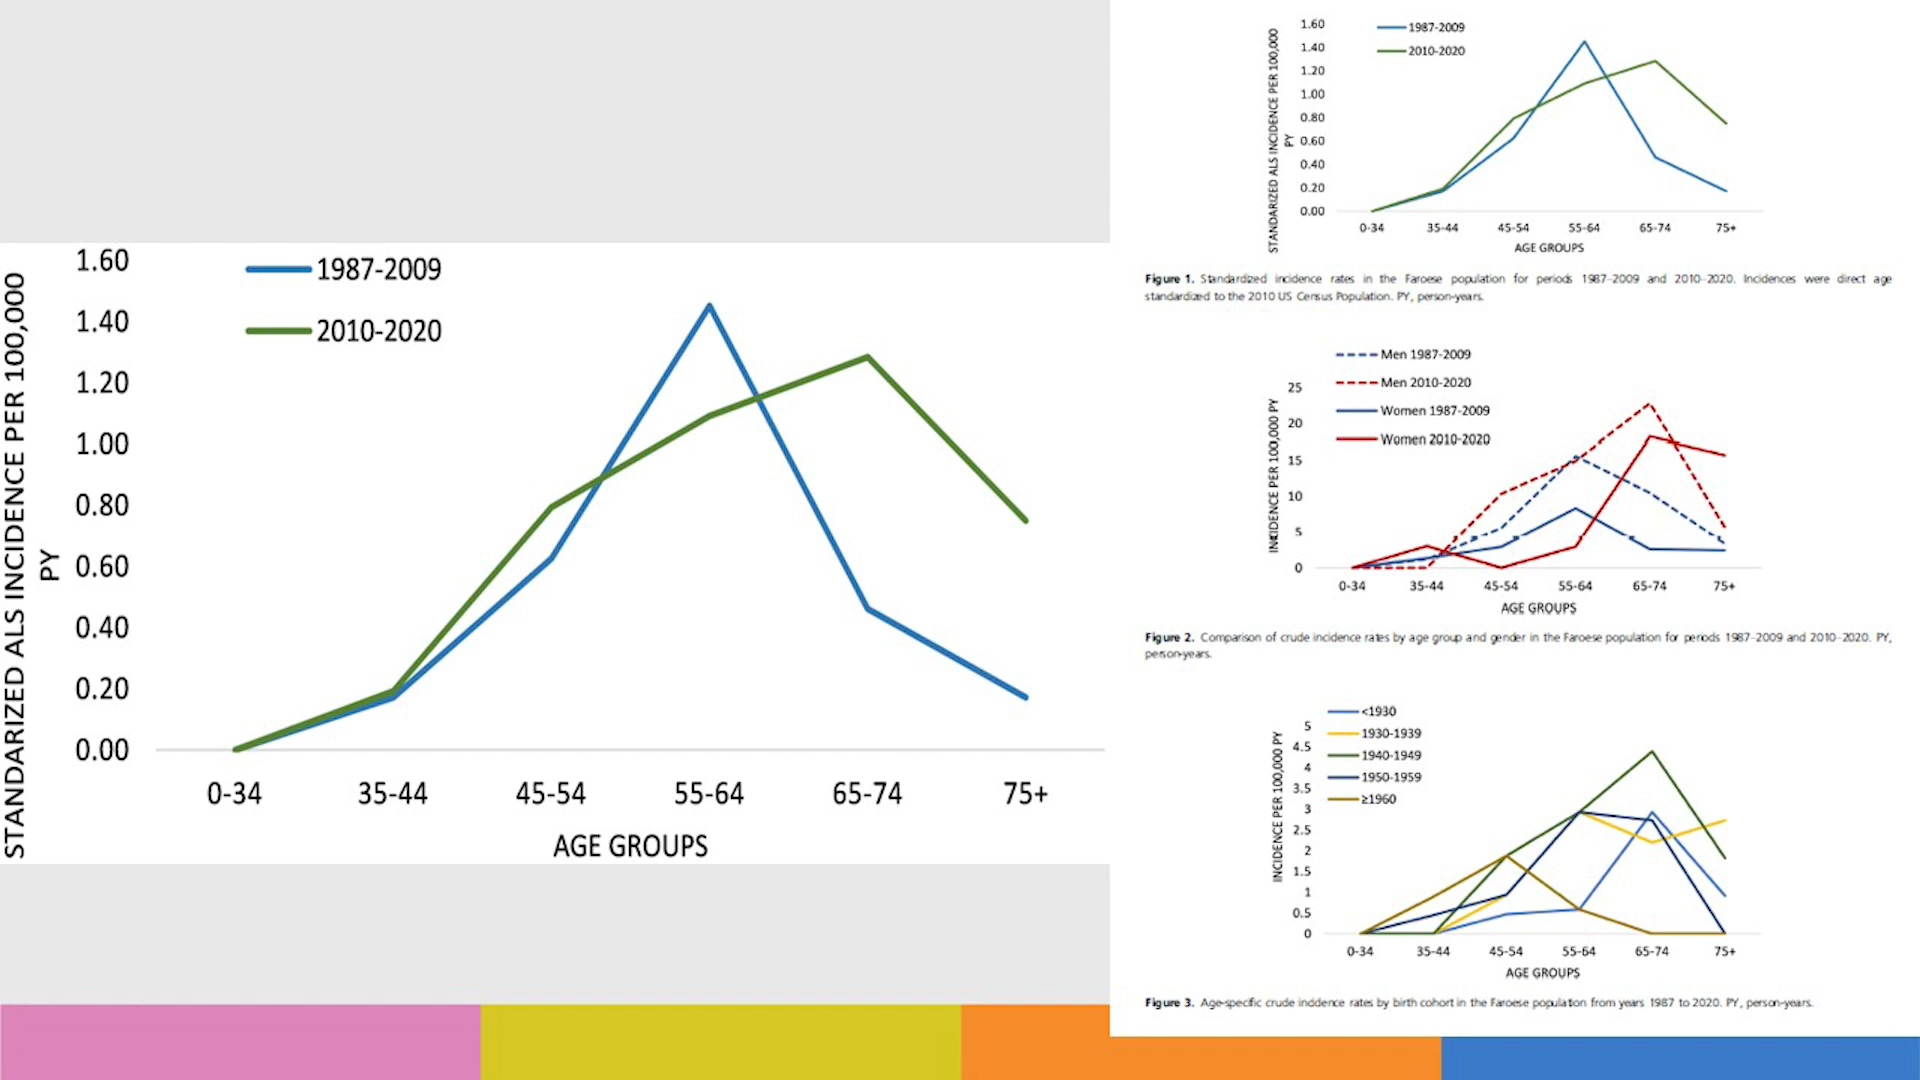 STANDARIZED ALS INCIDENCE PER 100,000
PY
1.60
1.40
1.20
1.00
0.80
0.60
0.40
0.20
0.00
1987-2009
2010-2020
0-34 35-44 45-54 55-64 65-74 75+
AGE GROUPS
STANDARIZED ALS INCIDENCE PER 100,000
PY
1.60
1.40
1.20
1.00
0.80
0.60
0.40
0.20
0.00
1987-2009
2010-2020
0-34 35-44 45-54 55-64 65-74 75+
AGE GROUPS
Figure 1. Standardized incidence rates in the Faroese population for periods 1987–2009 and 2010–2020. Incidences were direct age
standardized to the 2010 US Census Population. PY, person-years.
Men 1987-2009
Men 2010-2020
Women 1987-2009
Women 2010-2020
INCIDENCE PER 100,000 PY
25
20
15
10
5
0
0-34 35-44 45-54 55-64 65-74 75+
AGE GROUPS
Figure 2. Comparison of crude incidence rates by age group and gender in the Faroese population for periods 1987–2009 and 2010–2020. PY,
person-years.
<1930
1930-1939
1940-1949
1950-1959
≥1960
INCIDENCE PER 100,000 PY
5
4.5
4
3.5
3
2.5
2
1.5
1
0.5
0
0-34 35-44 45-54 55-64 65-74 75+
AGE GROUPS
Figure 3. Age-specific crude incidence rates by birth cohort in the Faroese population from years 1987 to 2020. PY, person-years.